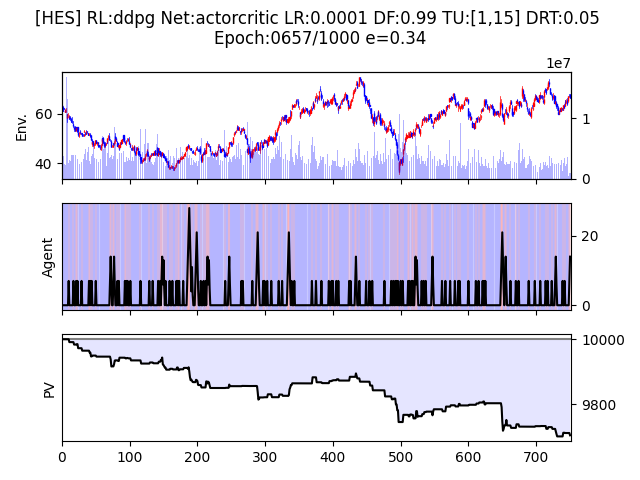 [HES] RL:ddpg Net:actorcritic LR:0.0001 DF:0.99 TU:[1,15] DRT:0.05
Epoch:0657/1000 e=0.34
1e7
Env.
60
40
1
0
Agent
20
0
PV
10000
9800
0 100 200 300 400 500 600 700